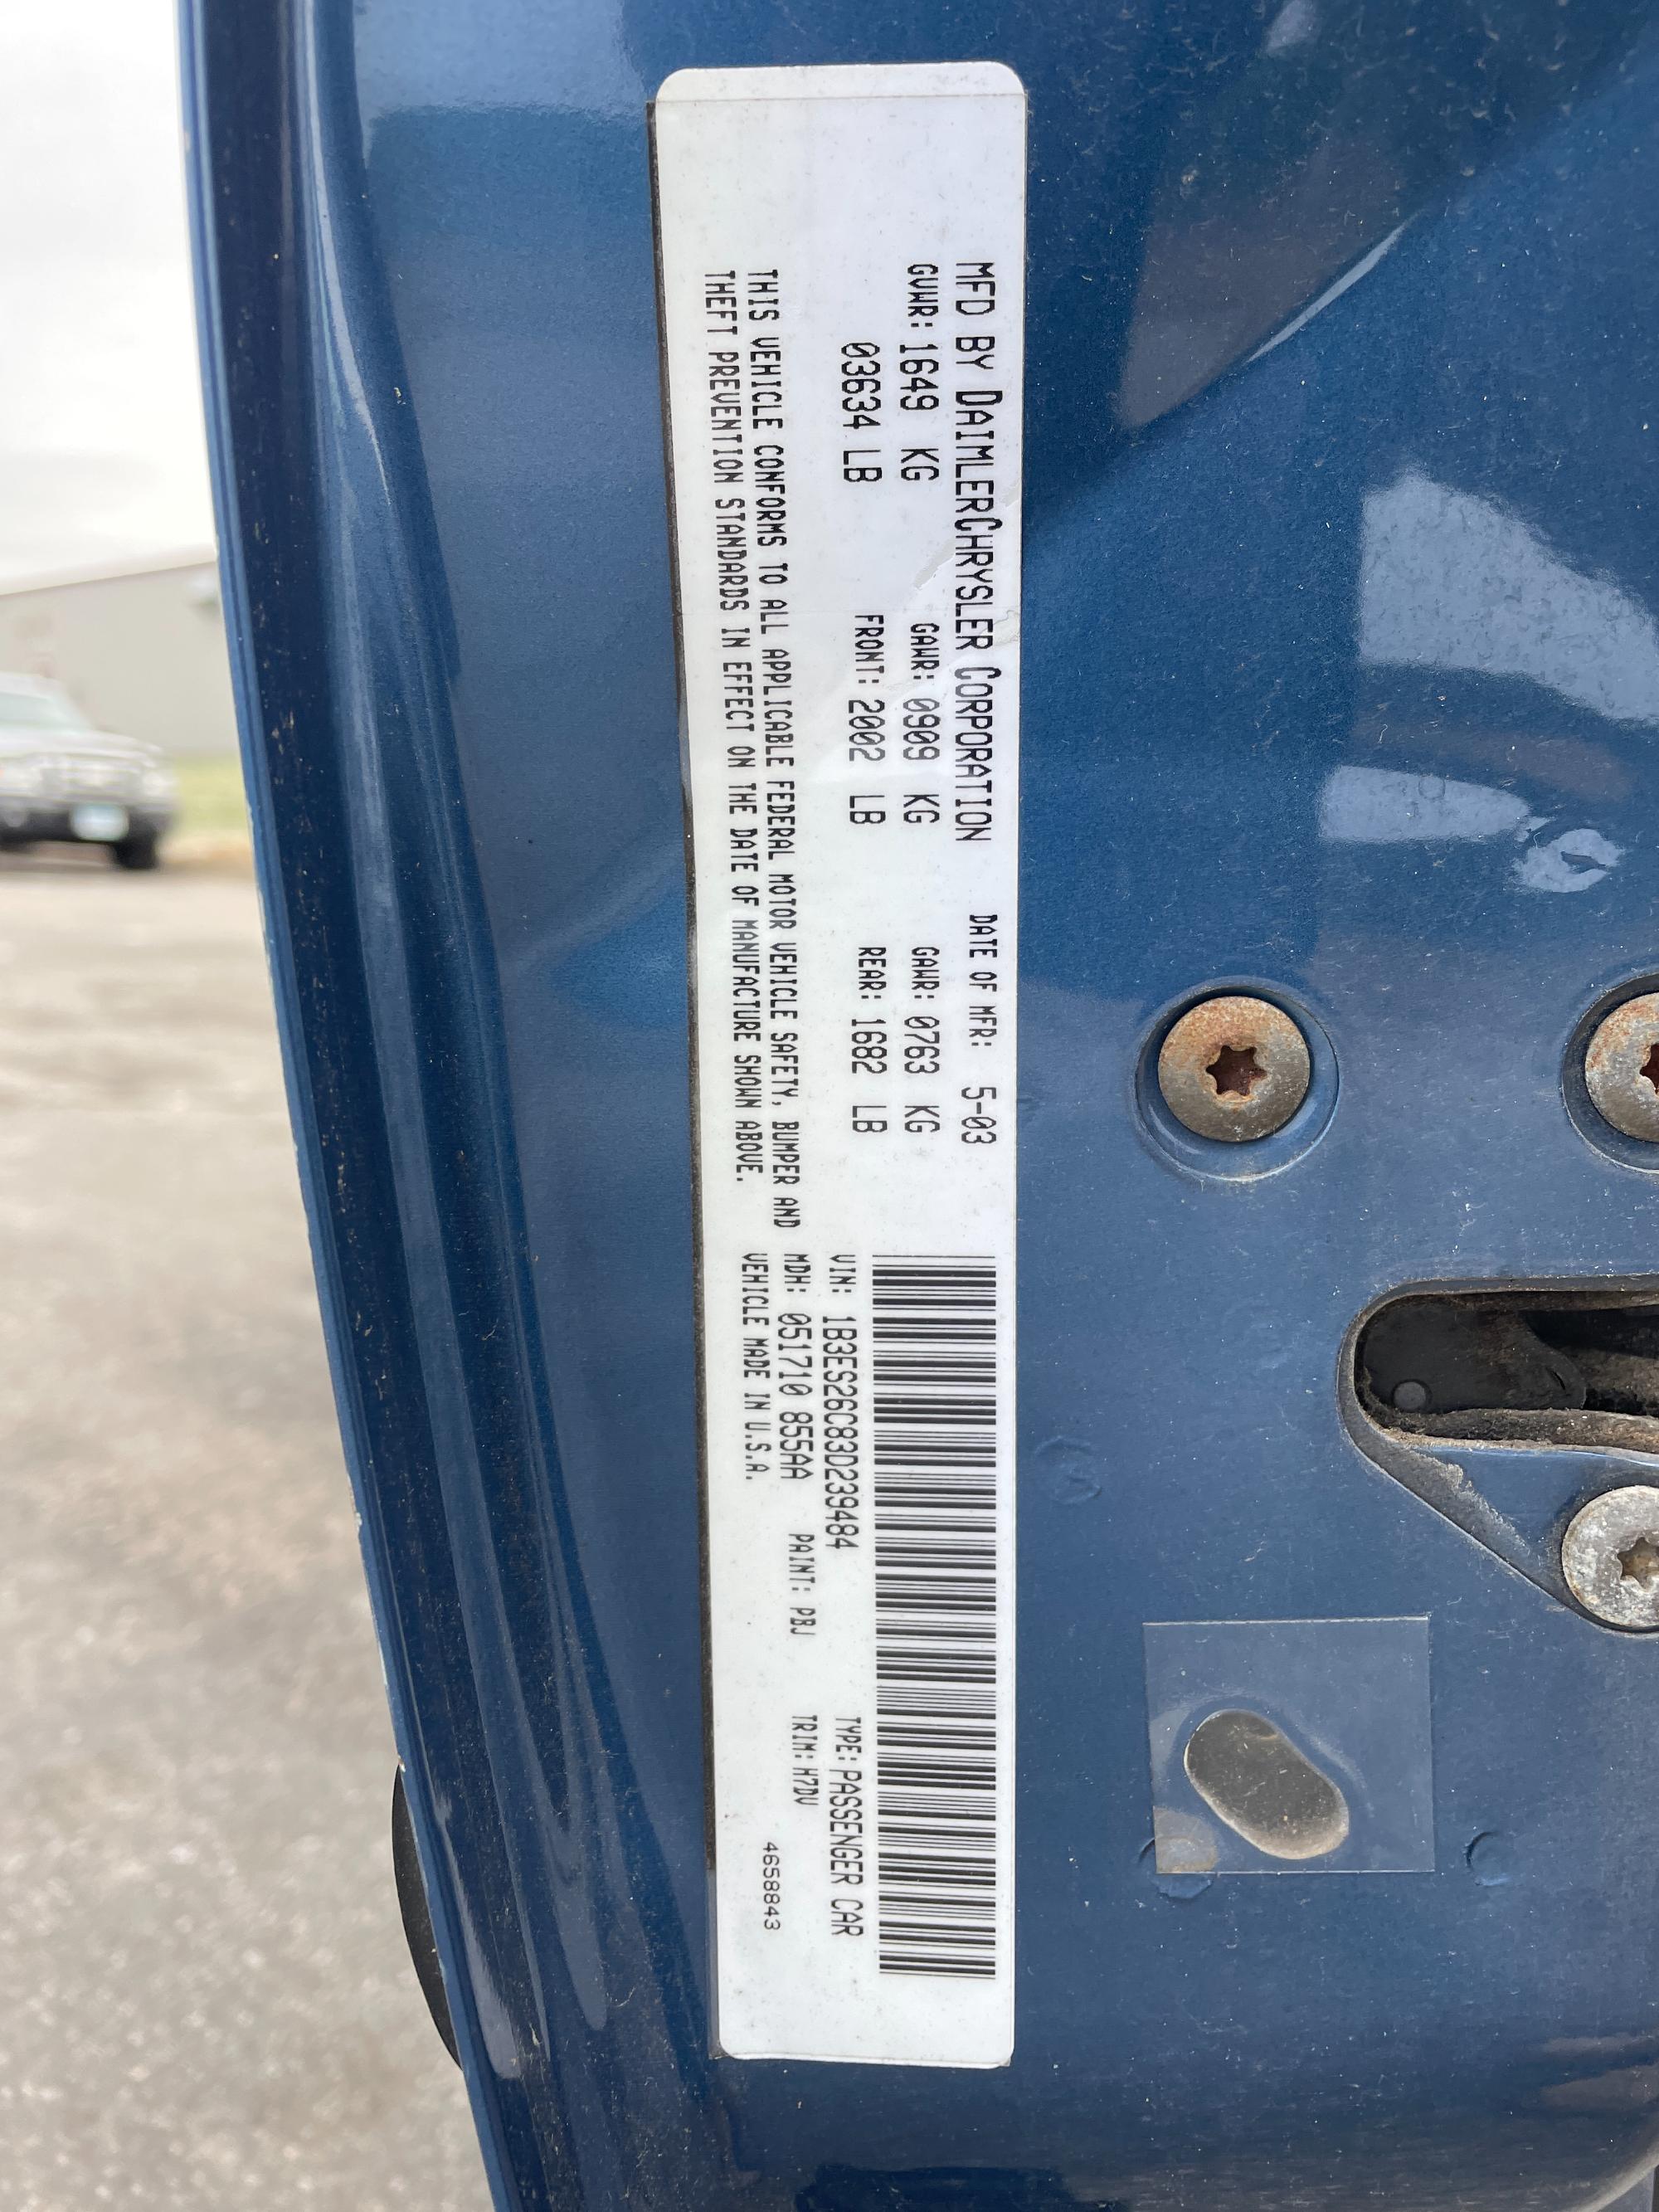 MFD BY DAIMLERCHRYSLER CORPORATION DATE OF MFR: 5-03
GVWR: 1649 KG GAWR: 0909 KG GAWR: 0763 KG
03634 LB FRONT: 2002 LB REAR: 1682 LB
THIS VEHICLE CONFORMS TO ALL APPLICABLE FEDERAL MOTOR VEHICLE SAFETY, BUMPER AND
THEFT PREVENTION STANDARDS IN EFFECT ON THE DATE OF MANUFACTURE SHOWN ABOVE.
VIN: 1B3ES26C83D239484 TYPE: PASSENGER CAR
MDH: 051710 855AA PAINT: PBJ TRIM: H7DV
VEHICLE MADE IN U.S.A. 4658843